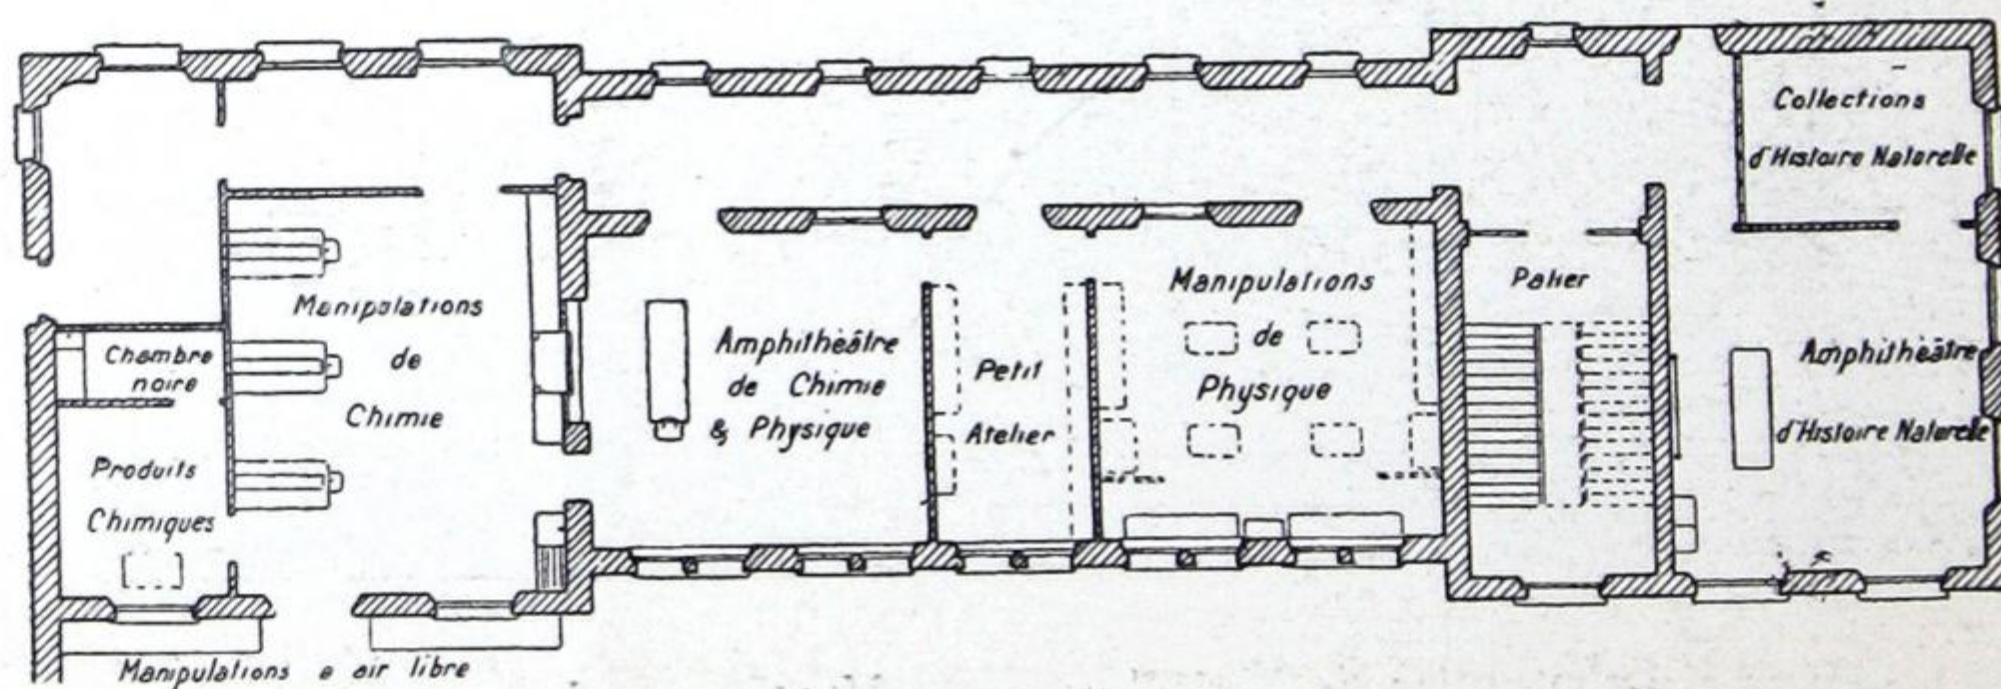 Collections
d'Histoire Naturelle
Manipulations
de
Chimie
Chambre
noire
Produits
Chimiques
Amphithéâtre
de Chimie
& Physique
Petit
Atelier
Manipulations
de
Physique
Palier
Amphithéâtre
d'Histoire Naturelle
Manipulations à air libre